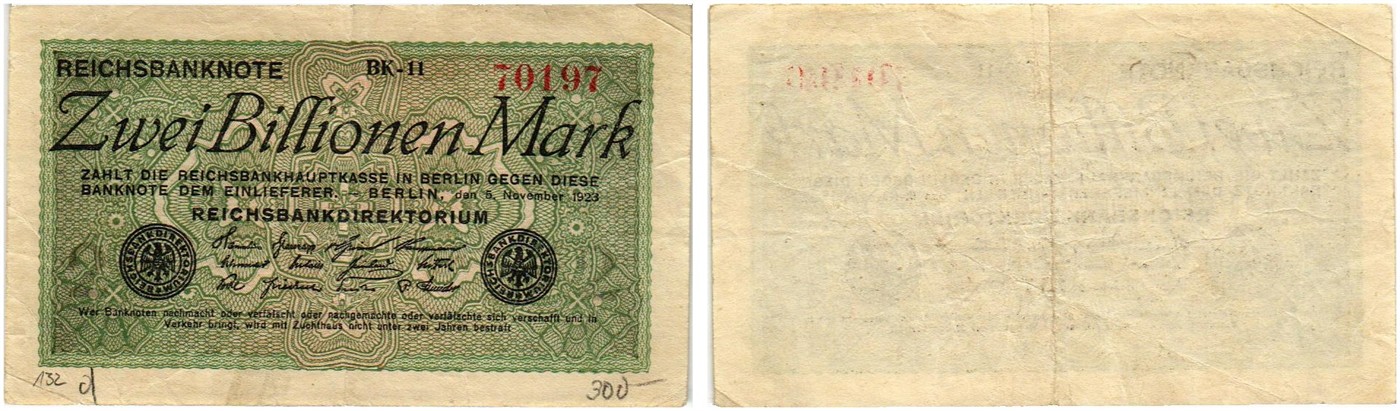 REICHSBANKNOTE BK-11 70197
Zwei Billionen Mark
ZAHLT DIE REICHSBANKHAUPTKASSE IN BERLIN GEGEN DIESE
BANKNOTE DEM EINLIEFERER. – BERLIN, den 5. November 1923
REICHSBANKDIREKTORIUM
REICHSBANKDIREKTORIUM
REICHSBANKDIREKTORIUM
Wer Banknoten nachmacht oder verfälscht oder nachgemachte oder verfälschte sich verschafft und in
Verkehr bringt, wird mit Zuchthaus nicht unter zwei Jahren bestraft
132 d 300–